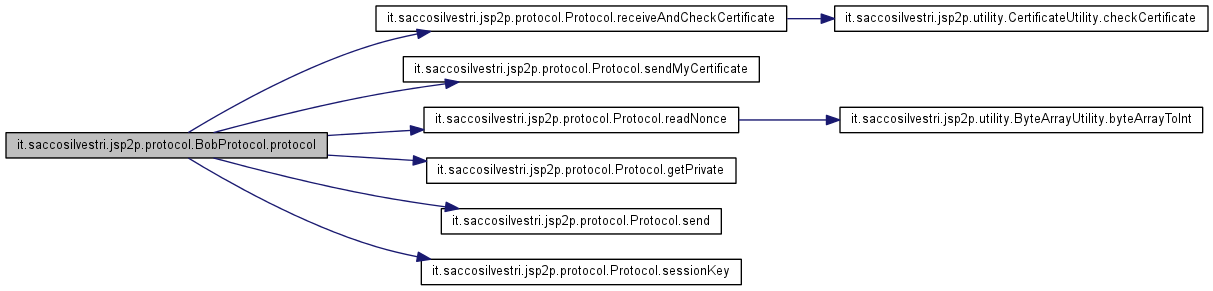 it.saccosilvestri.jsp2p.protocol.Protocol.receiveAndCheckCertificate
it.saccosilvestri.jsp2p.utility.CertificateUtility.checkCertificate
it.saccosilvestri.jsp2p.protocol.Protocol.sendMyCertificate
it.saccosilvestri.jsp2p.protocol.Protocol.readNonce
it.saccosilvestri.jsp2p.utility.ByteArrayUtility.byteArrayToInt
it.saccosilvestri.jsp2p.protocol.BobProtocol.protocol
it.saccosilvestri.jsp2p.protocol.Protocol.getPrivate
it.saccosilvestri.jsp2p.protocol.Protocol.send
it.saccosilvestri.jsp2p.protocol.Protocol.sessionKey